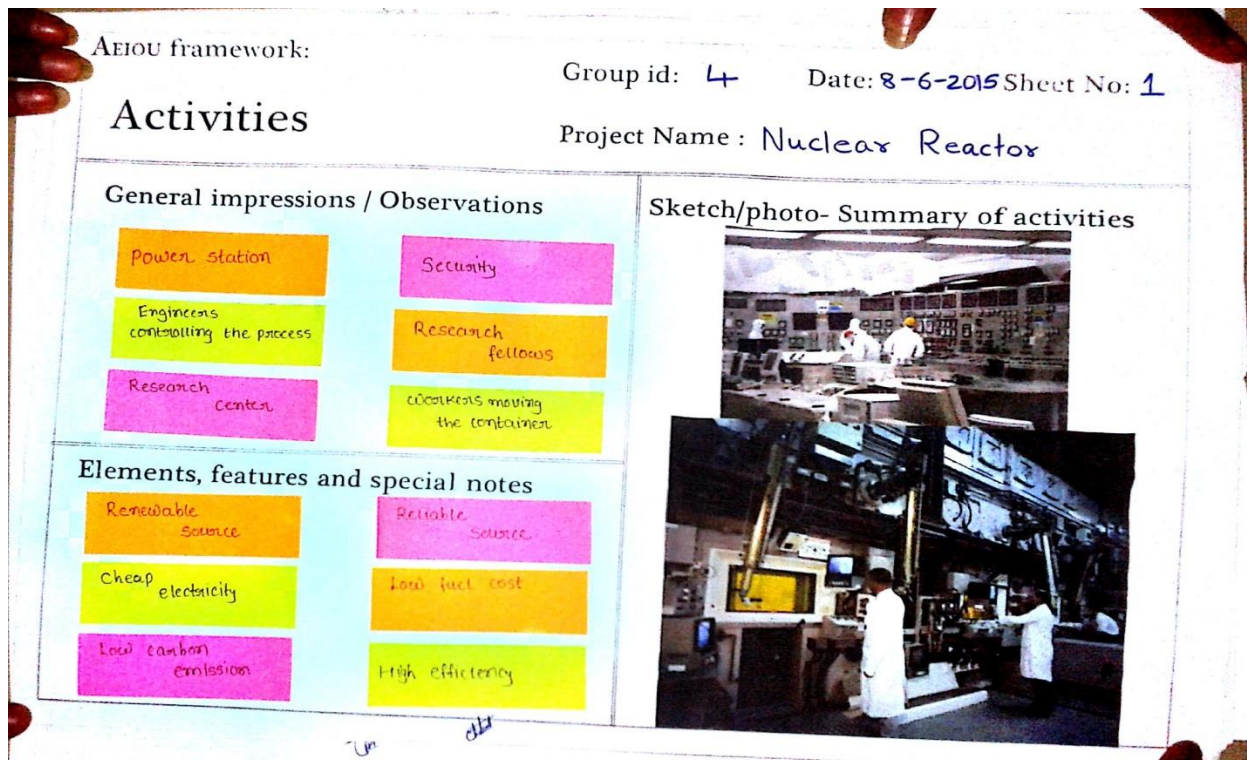 AEIOU framework:
Group id: 4 Date: 8-6-2015 Sheet No: 1
Activities
Project Name : Nuclear Reactor
General impressions / Observations
Power station
Security
Engineers
controlling the process
Research
fellows
Research
Center
Workers moving
the container
Elements, features and special notes
Renewable
Source
Reliable
Source
Cheap
electricity
Low fuel cost
Low carbon
emission
High efficiency
Sketch/photo- Summary of activities